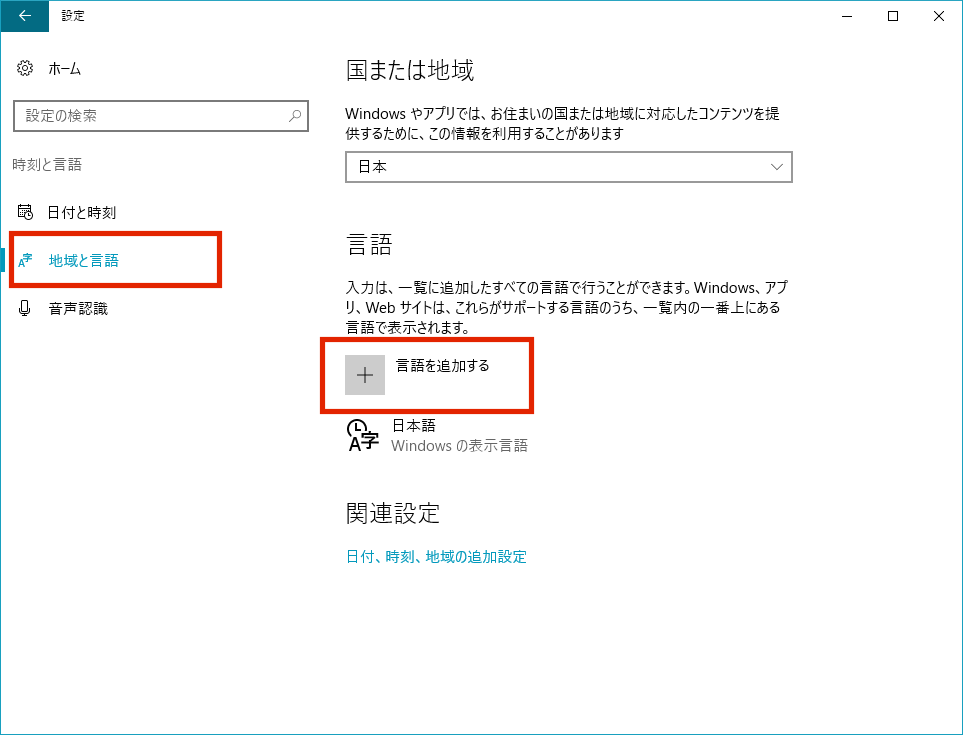 設定
ホーム
設定の検索
時刻と言語
日付と時刻
地域と言語
音声認識
国または地域
Windows やアプリでは、お住まいの国または地域に対応したコンテンツを提
供するために、この情報を利用することがあります
日本
言語
入力は、一覧に追加したすべての言語で行うことができます。Windows、アプ
リ、Web サイトは、これらがサポートする言語のうち、一覧内の一番上にある
言語で表示されます。
言語を追加する
日本語
Windows の表示言語
関連設定
日付、時刻、地域の追加設定